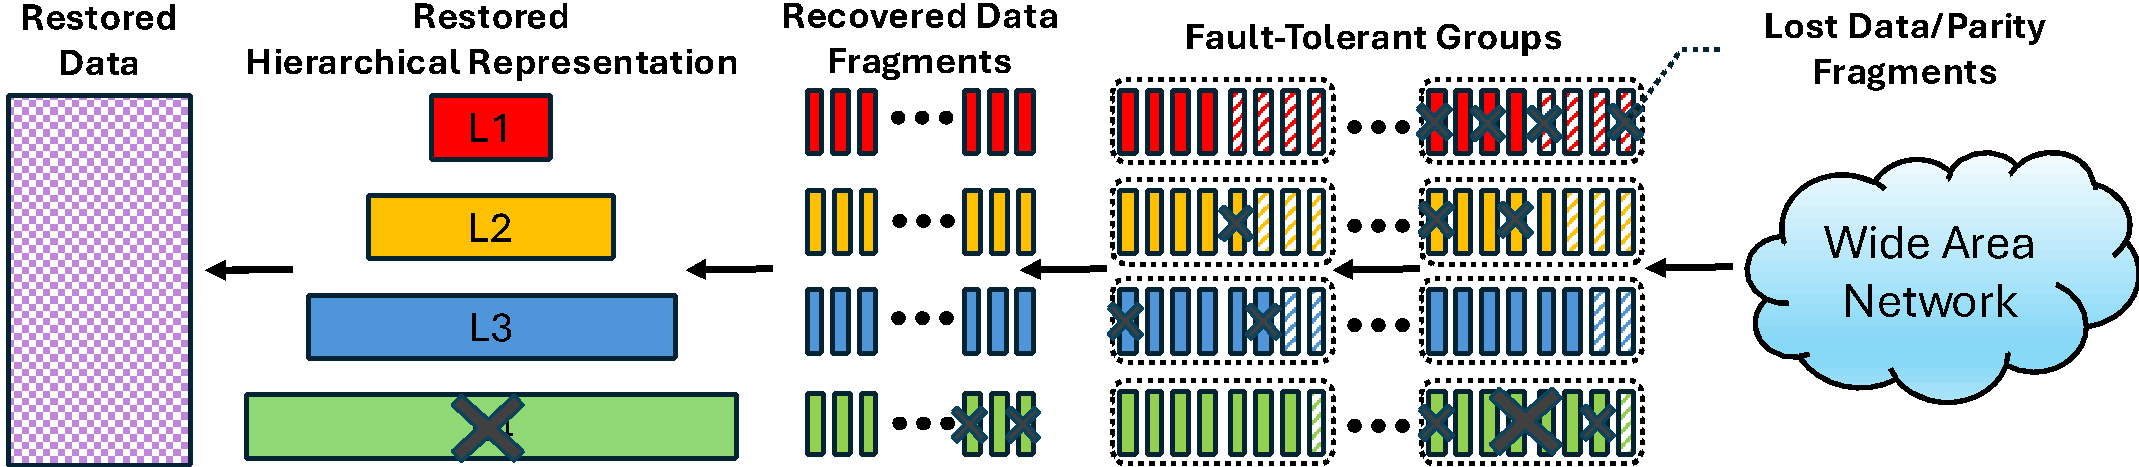 Restored
Data
Restored
Hierarchical Representation
Recovered Data
Fragments
Fault-Tolerant Groups
Lost Data/Parity
Fragments
L1
L2
L3
Wide Area
Network